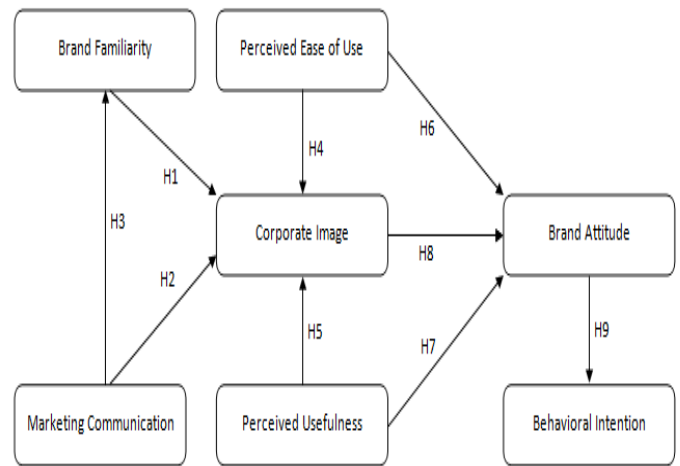 Brand Familiarity
Perceived Ease of Use
H6
H4
H1
H3
Corporate Image
Brand Attitude
H8
H2
H5
H7
H9
Marketing Communication
Perceived Usefulness
Behavioral Intention